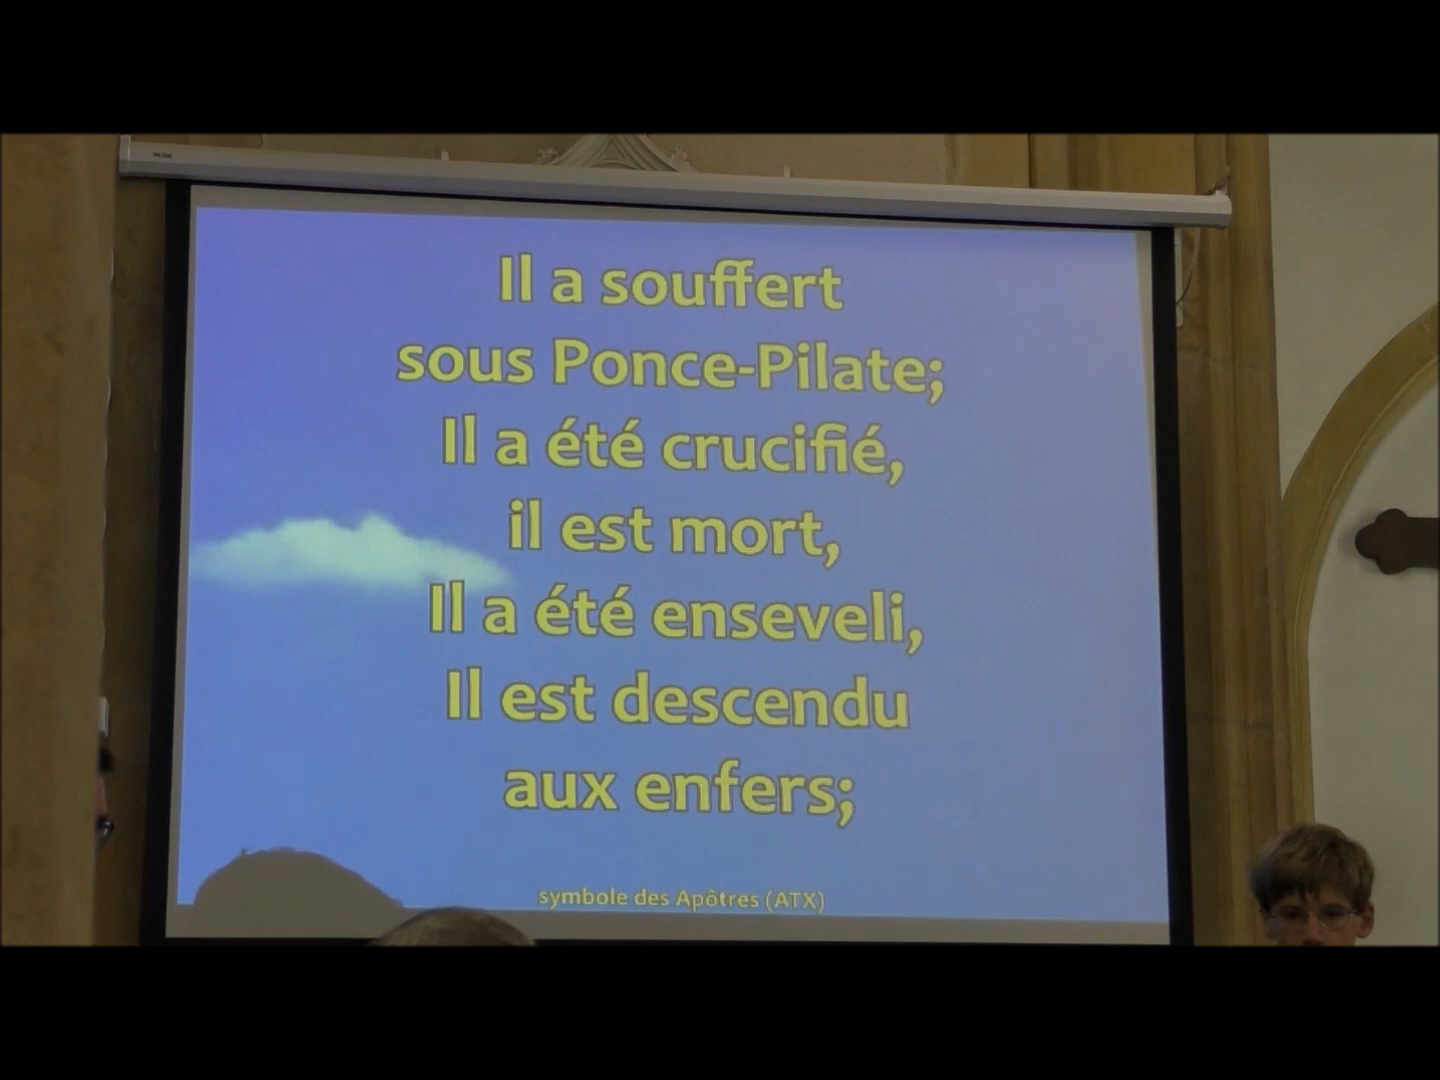 Il a souffert
sous Ponce-Pilate;
Il a été crucifié,
il est mort,
Il a été enseveli,
Il est descendu
aux enfers;
symbole des Apôtres (ATX)